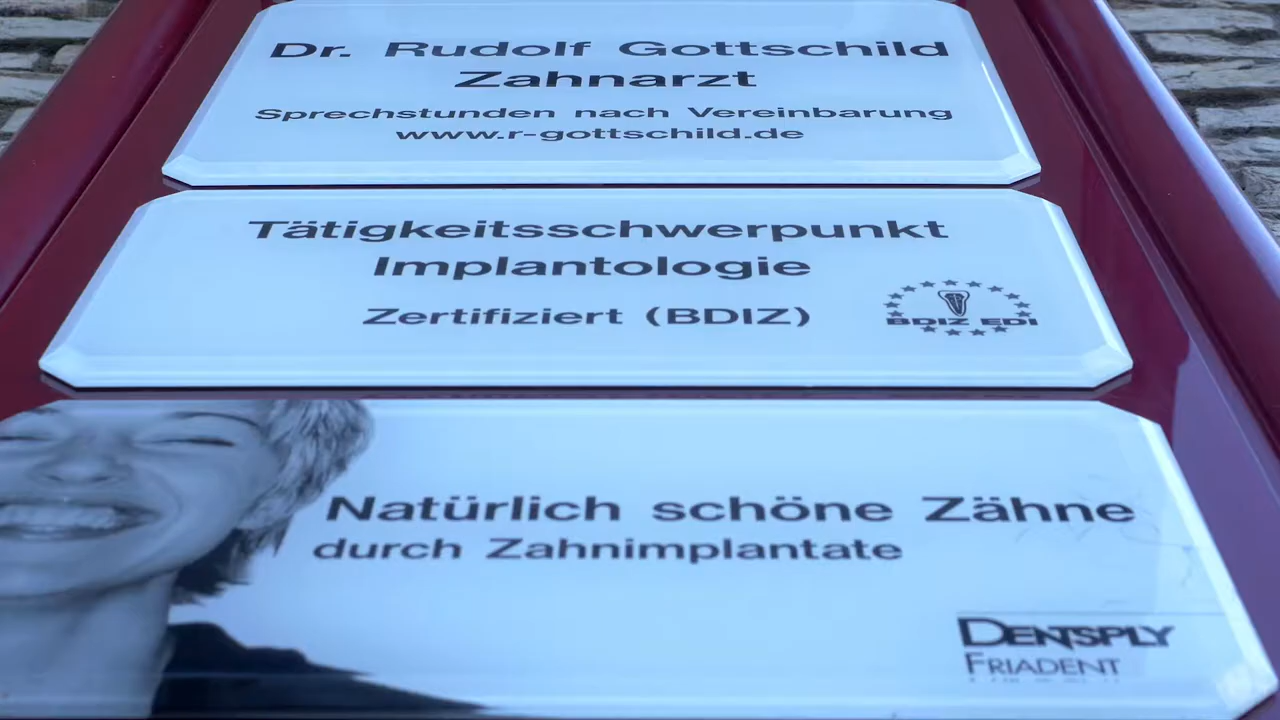 Dr. Rudolf Gottschild
Zahnarzt
Sprechstunden nach Vereinbarung
www.r-gottschild.de
Tätigkeitsschwerpunkt
Implantologie
Zertifiziert (BDIZ)
BDIZ EDI
Natürlich schöne Zähne
durch Zahnimplantate
DENTSPLY
FRIADENT